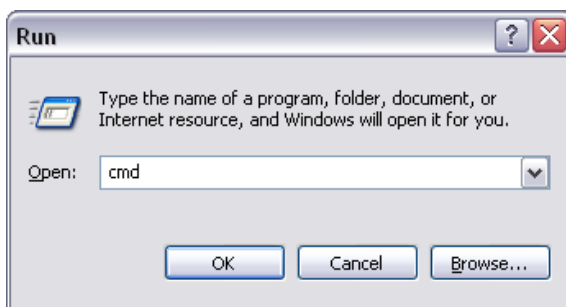 Run
Type the name of a program, folder, document, or
Internet resource, and Windows will open it for you.
Open: cmd
OK Cancel Browse...